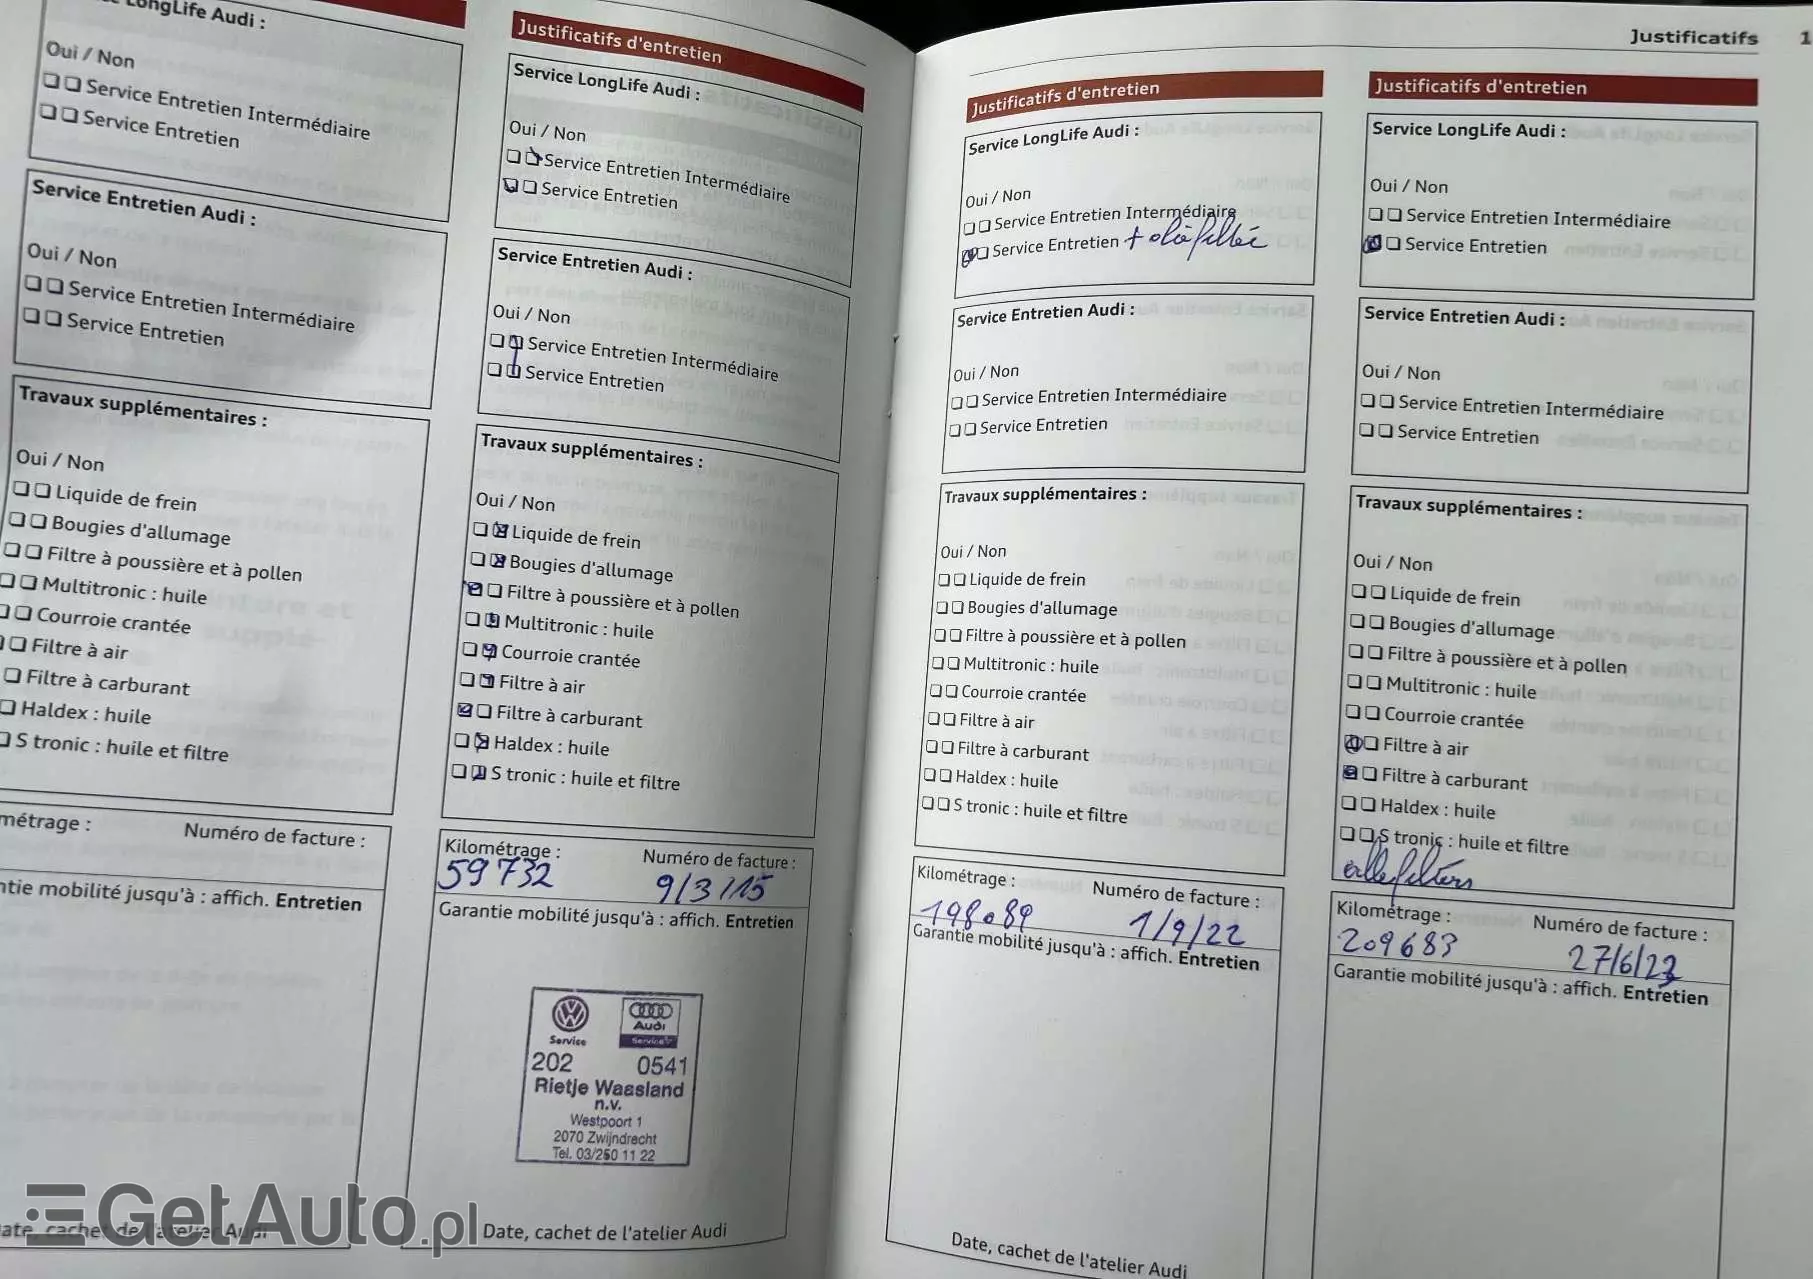 LongLife Audi :
Oui / Non
Service Entretien Intermédiaire
Service Entretien
Service Entretien Audi :
Oui / Non
Service Entretien Intermédiaire
Service Entretien
Travaux supplémentaires :
Oui / Non
Liquide de frein
Bougies d'allumage
Filtre à poussière et à pollen
Multitronic : huile
Courroie crantée
Filtre à air
Filtre à carburant
Haldex : huile
S tronic : huile et filtre
métrage : Numéro de facture :
ntie mobilité jusqu'à : affich. Entretien
ate, cachet de l'atelier Audi
Justificatifs d'entretien
Service LongLife Audi :
Oui / Non
Service Entretien Intermédiaire
Service Entretien
Service Entretien Audi :
Oui / Non
Service Entretien Intermédiaire
Service Entretien
Travaux supplémentaires :
Oui / Non
Liquide de frein
Bougies d'allumage
Filtre à poussière et à pollen
Multitronic : huile
Courroie crantée
Filtre à air
Filtre à carburant
Haldex : huile
S tronic : huile et filtre
Kilométrage : Numéro de facture :
59732 9/3/15
Garantie mobilité jusqu'à : affich. Entretien
Service Audi Service
202 0541
Rietje Waasland
n.v.
Westpoort 1
2070 Zwijndrecht
Tel. 03/250 11 22
Date, cachet de l'atelier Audi
Justificatifs 1
Justificatifs d'entretien
Service LongLife Audi :
Oui / Non
Service Entretien Intermédiaire
Service Entretien +
Service Entretien Audi :
Oui / Non
Service Entretien Intermédiaire
Service Entretien
Travaux supplémentaires :
Oui / Non
Liquide de frein
Bougies d'allumage
Filtre à poussière et à pollen
Multitronic : huile
Courroie crantée
Filtre à air
Filtre à carburant
Haldex : huile
S tronic : huile et filtre
Kilométrage : Numéro de facture :
198089 1/9/22
Garantie mobilité jusqu'à : affich. Entretien
Date, cachet de l'atelier Audi
Justificatifs d'entretien
Service LongLife Audi :
Oui / Non
Service Entretien Intermédiaire
Service Entretien
Service Entretien Audi :
Oui / Non
Service Entretien Intermédiaire
Service Entretien
Travaux supplémentaires :
Oui / Non
Liquide de frein
Bougies d'allumage
Filtre à poussière et à pollen
Multitronic : huile
Courroie crantée
Filtre à air
Filtre à carburant
Haldex : huile
S tronic : huile et filtre
Kilométrage : Numéro de facture :
209683 27/6/23
Garantie mobilité jusqu'à : affich. Entretien
GetAuto.pl